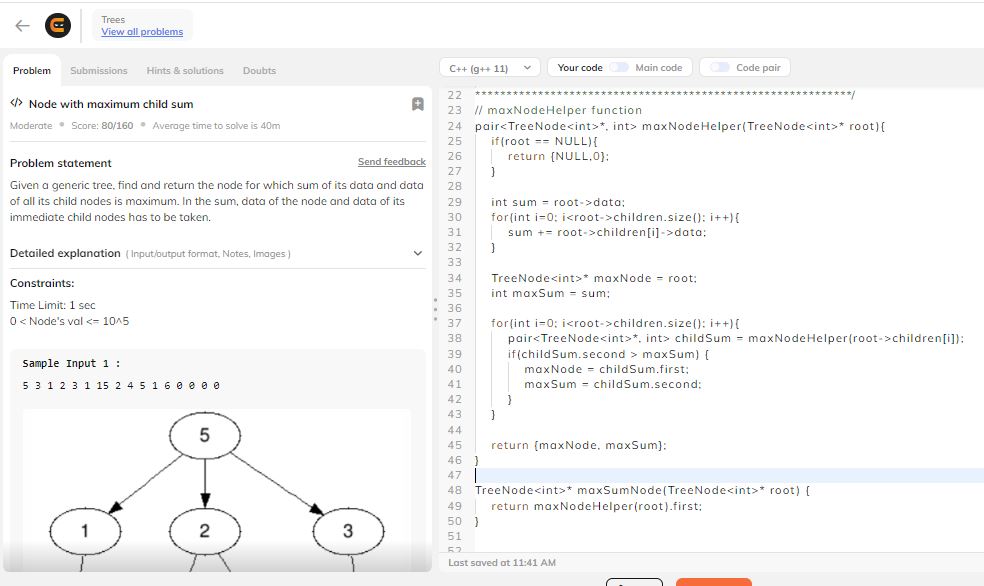 Trees
View all problems
Problem
Submissions
Hints & solutions
Doubts
</> Node with maximum child sum
Moderate • Score: 80/160 • Average time to solve is 40m
Problem statement
Send feedback
Given a generic tree, find and return the node for which sum of its data and data
of all its child nodes is maximum. In the sum, data of the node and data of its
immediate child nodes has to be taken.
Detailed explanation ( Input/output format, Notes, Images )
Constraints:
Time Limit: 1 sec
0 < Node's val <= 10^5
Sample Input 1 :
5 3 1 2 3 1 15 2 4 5 1 6 0 0 0 0
5
1
2
3
C++ (g++ 11)
Your code
Main code
Code pair
22 ************************************************************/
23 // maxNodeHelper function
24 pair<TreeNode<int>*, int> maxNodeHelper(TreeNode<int>* root){
25 if(root == NULL){
26 return {NULL,0};
27 }
28
29 int sum = root->data;
30 for(int i=0; i<root->children.size(); i++){
31 sum += root->children[i]->data;
32 }
33
34 TreeNode<int>* maxNode = root;
35 int maxSum = sum;
36
37 for(int i=0; i<root->children.size(); i++){
38 pair<TreeNode<int>*, int> childSum = maxNodeHelper(root->children[i]);
39 if(childSum.second > maxSum) {
40 maxNode = childSum.first;
41 maxSum = childSum.second;
42 }
43 }
44
45 return {maxNode, maxSum};
46 }
47
48 TreeNode<int>* maxSumNode(TreeNode<int>* root) {
49 return maxNodeHelper(root).first;
50 }
51
52
Last saved at 11:41 AM